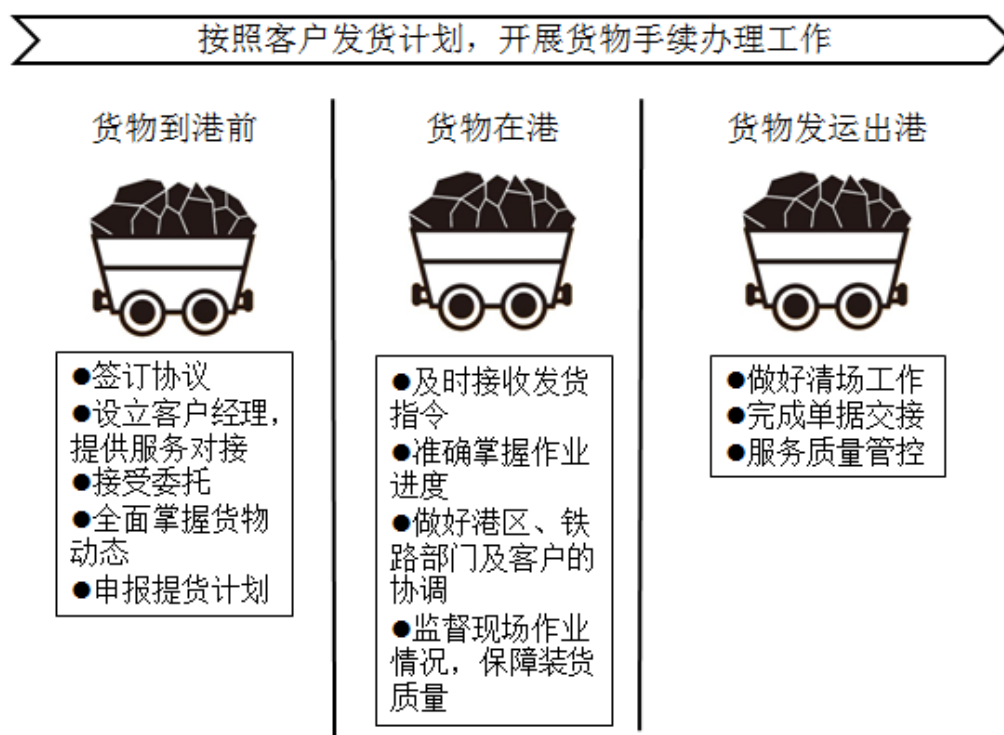 按照客户发货计划，开展货物手续办理工作
货物到港前
●签订协议
●设立客户经理，
提供服务对接
●接受委托
●全面掌握货物
动态
●申报提货计划
货物在港
●及时接收发货
指令
●准确掌握作业
进度
●做好港区、铁
路部门及客户的
协调
●监督现场作业
情况，保障装货
质量
货物发运出港
●做好清场工作
●完成单据交接
●服务质量管控